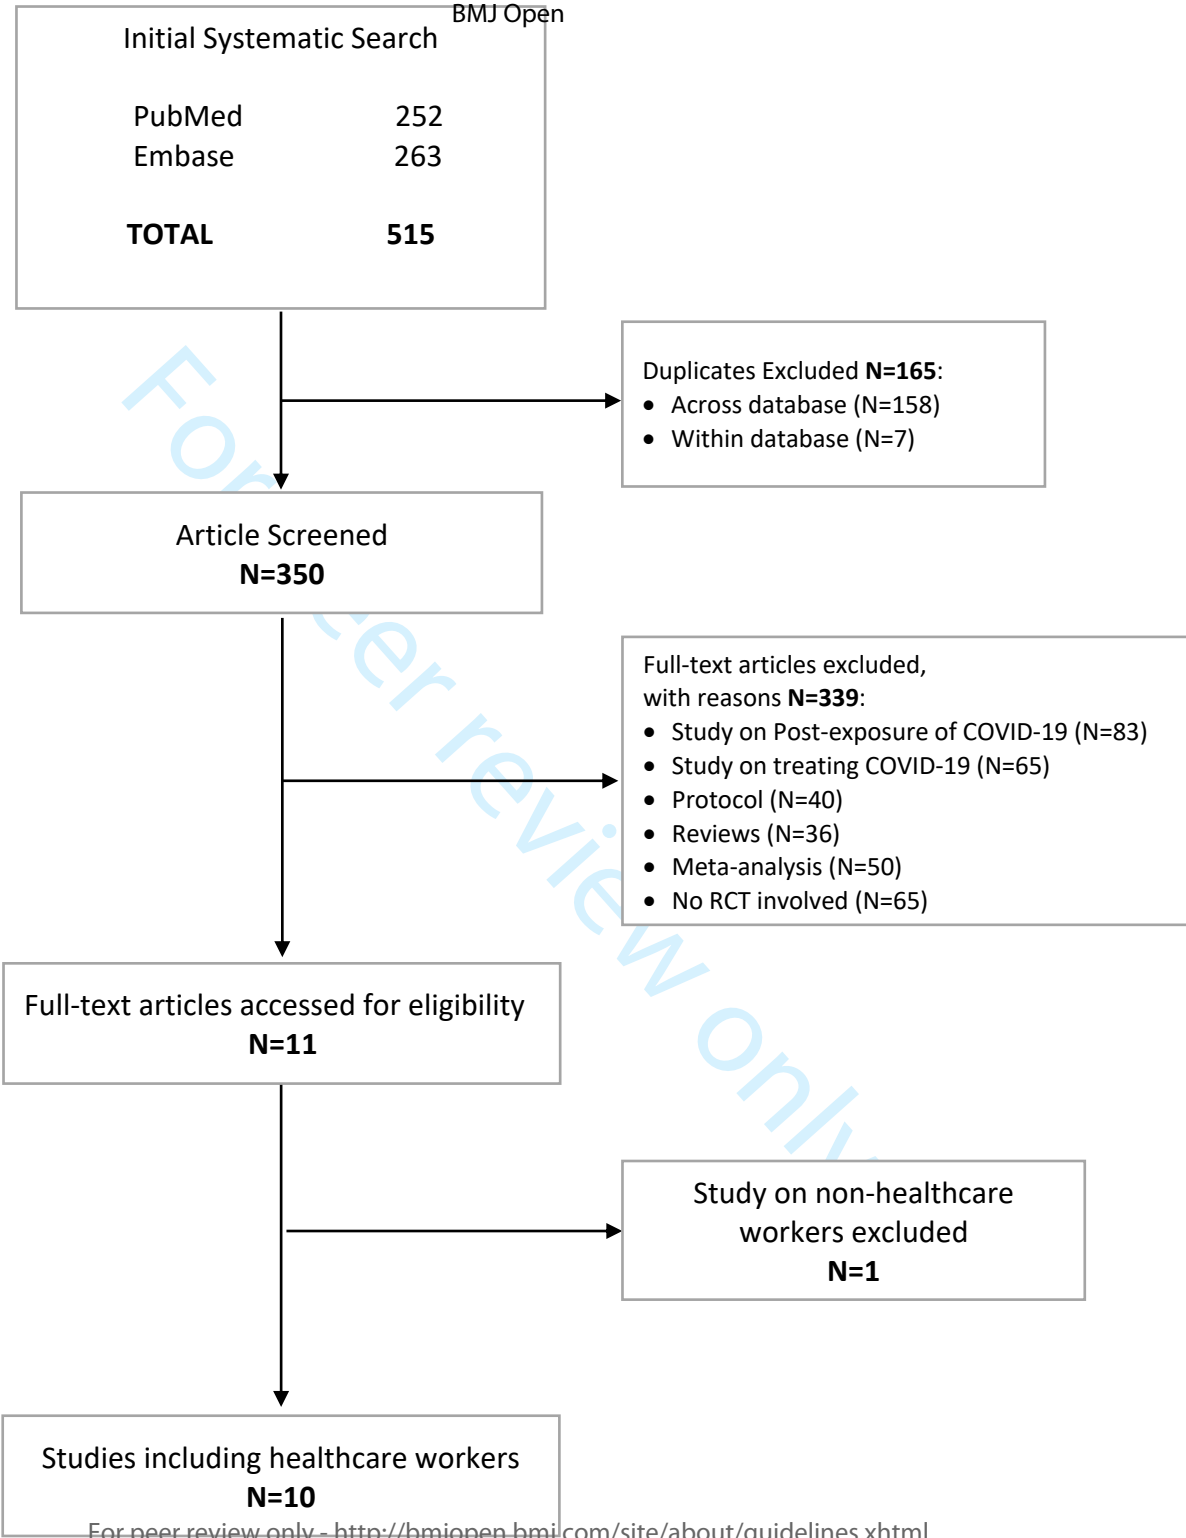 BMJ Open
Initial Systematic Search
PubMed 252
Embase 263
TOTAL 515
Duplicates Excluded N=165:
• Across database (N=158)
• Within database (N=7)
Article Screened
N=350
Full-text articles excluded,
with reasons N=339:
• Study on Post-exposure of COVID-19 (N=83)
• Study on treating COVID-19 (N=65)
• Protocol (N=40)
• Reviews (N=36)
• Meta-analysis (N=50)
• No RCT involved (N=65)
Full-text articles accessed for eligibility
N=11
Study on non-healthcare
workers excluded
N=1
Studies including healthcare workers
N=10
For peer review only
For peer review only - http://bmjopen.bmj.com/site/about/guidelines.xhtml